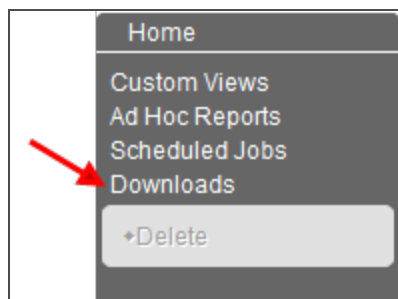 Home
Custom Views
Ad Hoc Reports
Scheduled Jobs
Downloads
+Delete